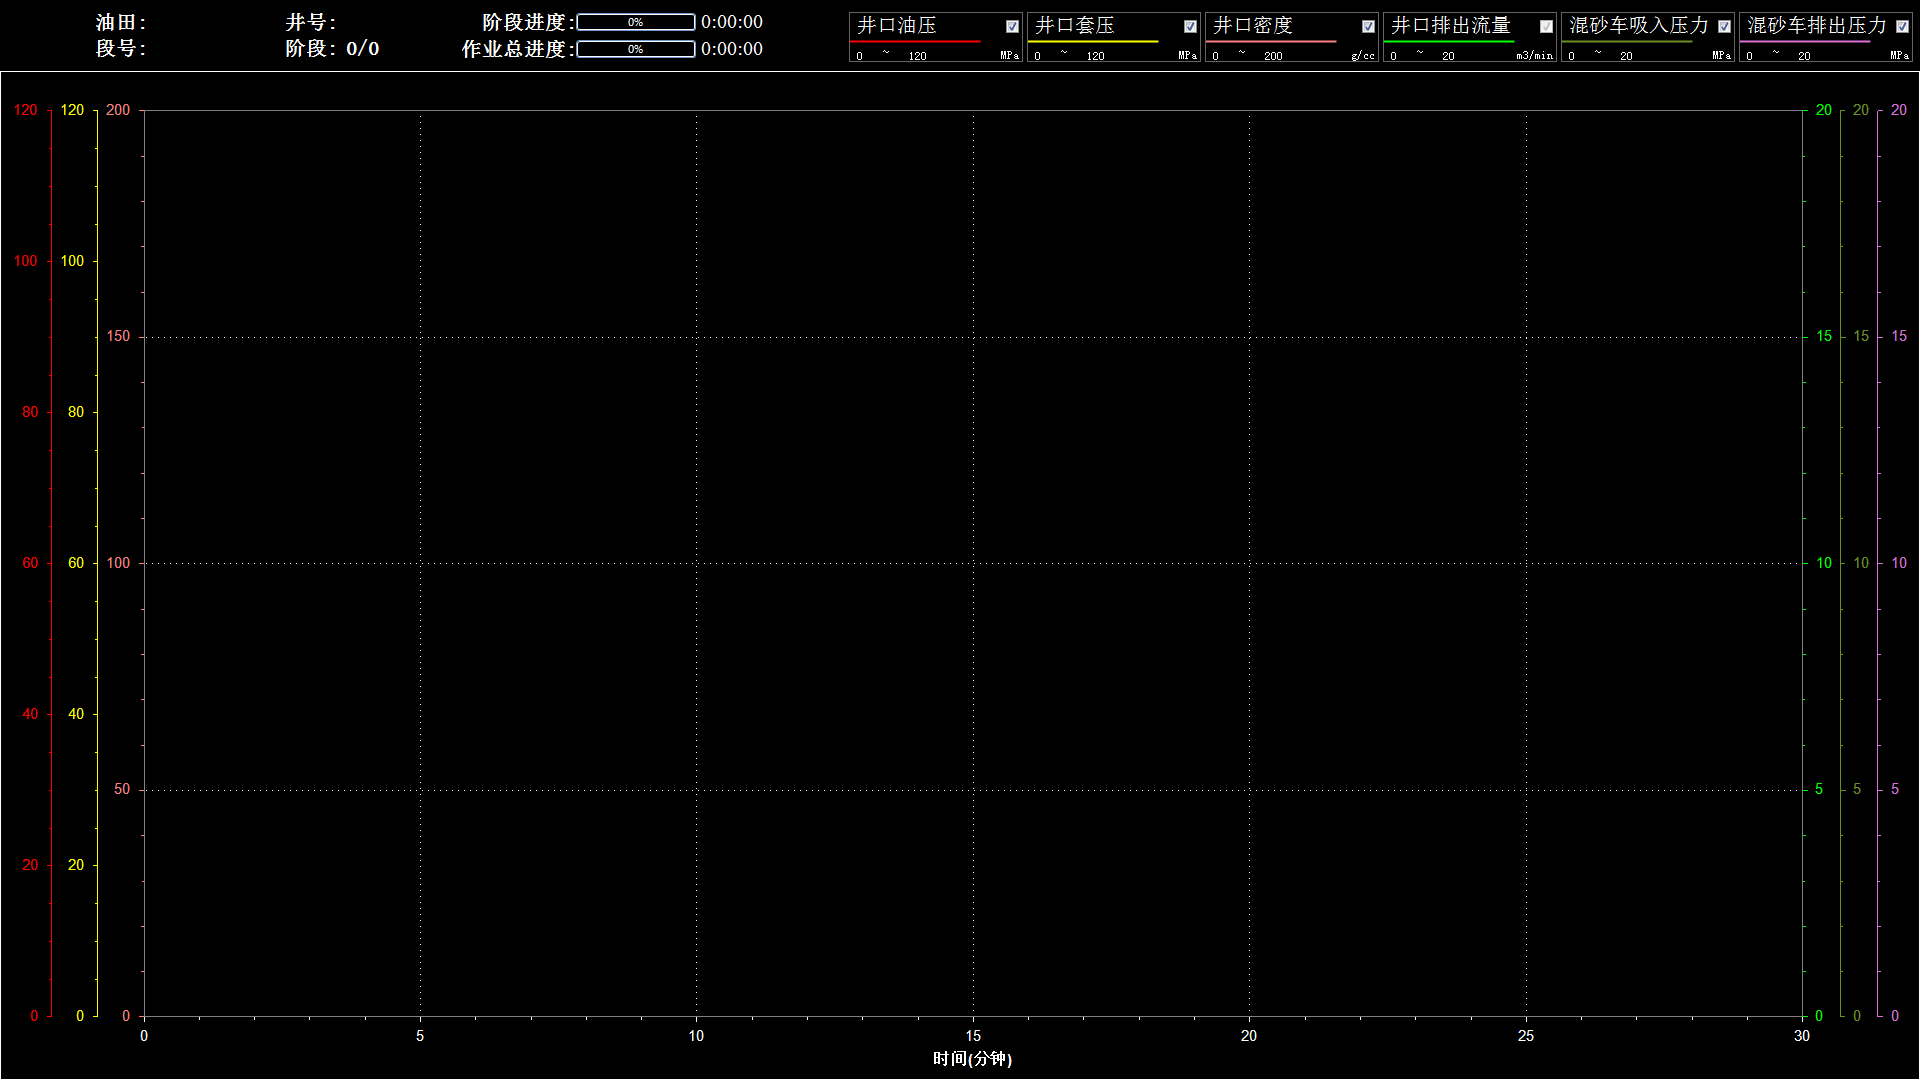 油田:
井号:
阶段进度: 0% 0:00:00
段号:
阶段: 0/0
作业总进度: 0% 0:00:00
井口油压
0 ~ 120 MPa
井口套压
0 ~ 120 MPa
井口密度
0 ~ 200 g/cc
井口排出流量
0 ~ 20 m3/min
混砂车吸入压力
0 ~ 20 MPa
混砂车排出压力
0 ~ 20 MPa
120 120 200 20 20 20
100 100
150 15 15 15
80 80
60 60 100 10 10 10
40 40
50 5 5 5
20 20
0 0 0 0 0 0
0 5 10 15 20 25 30
时间(分钟)